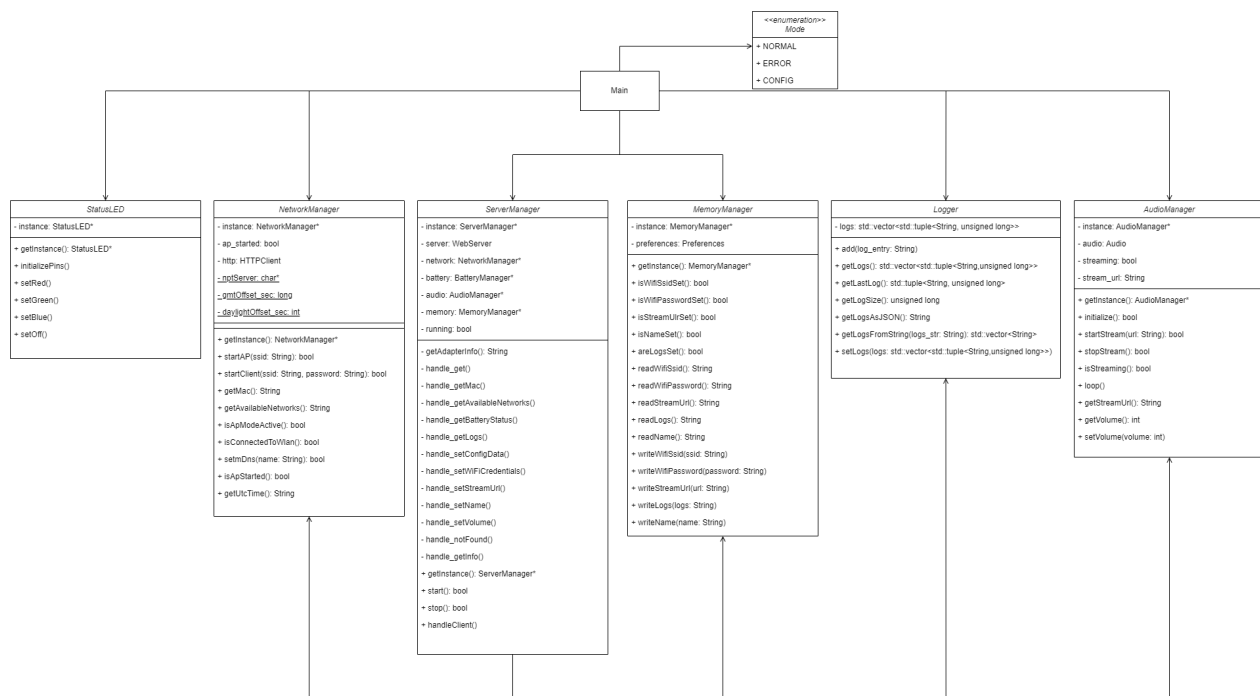 <<enumeration>>
Mode
+ NORMAL
+ ERROR
+ CONFIG
Main
StatusLED
- instance: StatusLED*
+ getInstance(): StatusLED*
+ initializePins()
+ setRed()
+ setGreen()
+ setBlue()
+ setOff()
NetworkManager
- instance: NetworkManager*
- ap_started: bool
- http: HTTPClient
- nptServer: char*
- gmtOffset_sec: long
- daylightOffset_sec: int
+ getInstance(): NetworkManager*
+ startAP(ssid: String): bool
+ startClient(ssid: String, password: String): bool
+ getMac(): String
+ getAvailableNetworks(): String
+ isApModeActive(): bool
+ isConnectedToWlan(): bool
+ setmDns(name: String): bool
+ isApStarted(): bool
+ getUtcTime(): String
ServerManager
- instance: ServerManager*
- server: WebServer
- network: NetworkManager*
- battery: BatteryManager*
- audio: AudioManager*
- memory: MemoryManager*
- running: bool
- getAdapterInfo(): String
- handle_get()
- handle_getMac()
- handle_getAvailableNetworks()
- handle_getBatteryStatus()
- handle_getLogs()
- handle_setConfigData()
- handle_setWiFiCredentials()
- handle_setStreamUrl()
- handle_setName()
- handle_setVolume()
- handle_notFound()
- handle_getInfo()
+ getInstance(): ServerManager*
+ start(): bool
+ stop(): bool
+ handleClient()
MemoryManager
- instance: MemoryManager*
- preferences: Preferences
+ getInstance(): MemoryManager*
+ isWifiSsidSet(): bool
+ isWifiPasswordSet(): bool
+ isStreamUlrSet(): bool
+ isNameSet(): bool
+ areLogsSet(): bool
+ readWifiSsid(): String
+ readWifiPassword(): String
+ readStreamUrl(): String
+ readLogs(): String
+ readName(): String
+ writeWifiSsid(ssid: String)
+ writeWifiPassword(password: String)
+ writeStreamUrl(url: String)
+ writeLogs(logs: String)
+ writeName(name: String)
Logger
- logs: std::vector<std::tuple<String, unsigned long>>
+ add(log_entry: String)
+ getLogs(): std::vector<std::tuple<String,unsigned long>>
+ getLastLog(): std::tuple<String, unsigned long>
+ getLogSize(): unsigned long
+ getLogsAsJSON(): String
+ getLogsFromString(logs_str: String): std::vector<String>
+ setLogs(logs: std::vector<std::tuple<String,unsigned long>>)
AudioManager
- instance: AudioManager*
- audio: Audio
- streaming: bool
- stream_url: String
+ getInstance(): AudioManager*
+ initialize(): bool
+ startStream(url: String): bool
+ stopStream(): bool
+ isStreaming(): bool
+ loop()
+ getStreamUrl(): String
+ getVolume(): int
+ setVolume(volume: int)